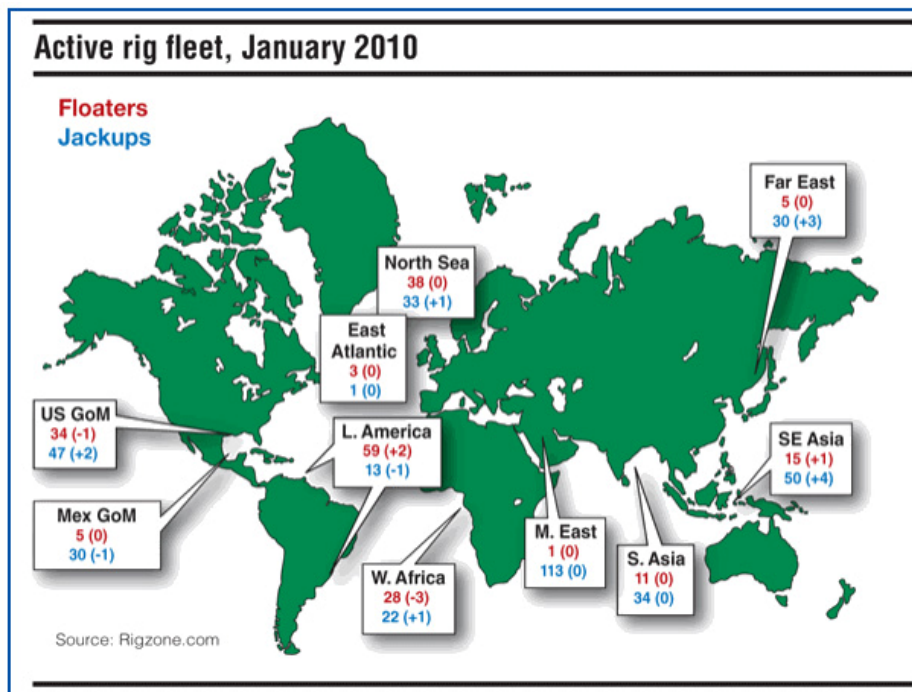 Active rig fleet, January 2010
Floaters
Jackups
Far East
5 (0)
30 (+3)
North Sea
38 (0)
33 (+1)
East
Atlantic
3 (0)
1 (0)
US GoM
34 (-1)
47 (+2)
L. America
59 (+2)
13 (-1)
SE Asia
15 (+1)
50 (+4)
Mex GoM
5 (0)
30 (-1)
M. East
1 (0)
113 (0)
S. Asia
11 (0)
34 (0)
W. Africa
28 (-3)
22 (+1)
Source: Rigzone.com